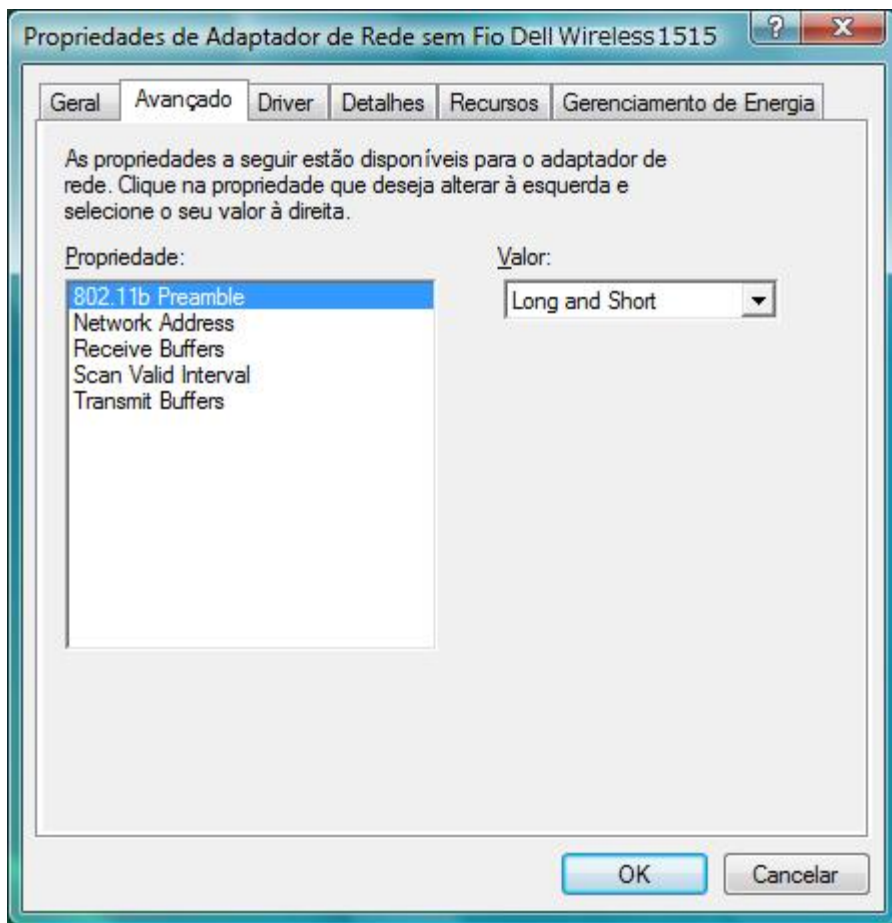 Propriedades de Adaptador de Rede sem Fio Dell Wireless 1515
?
X
Geral
Avançado
Driver
Detalhes
Recursos
Gerenciamento de Energia
As propriedades a seguir estão disponíveis para o adaptador de
rede. Clique na propriedade que deseja alterar à esquerda e
selecione o seu valor à direita.
Propriedade:
Valor:
802.11b Preamble
Long and Short
Network Address
Receive Buffers
Scan Valid Interval
Transmit Buffers
OK
Cancelar